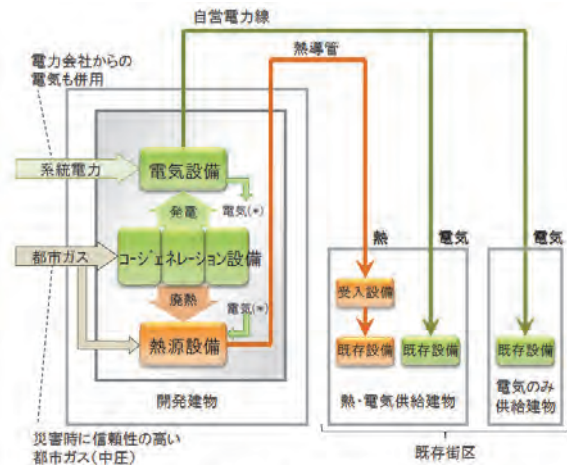 自営電力線
熱導管
電力会社からの
電気も併用
系統電力
電気設備
発電
電気(*)
都市ガス
コージェネレーション設備
廃熱
電気(*)
熱源設備
開発建物
災害時に信頼性の高い
都市ガス(中圧)
熱
電気
電気
受入設備
既存設備
既存設備
既存設備
熱・電気供給建物
電気のみ
供給建物
既存街区